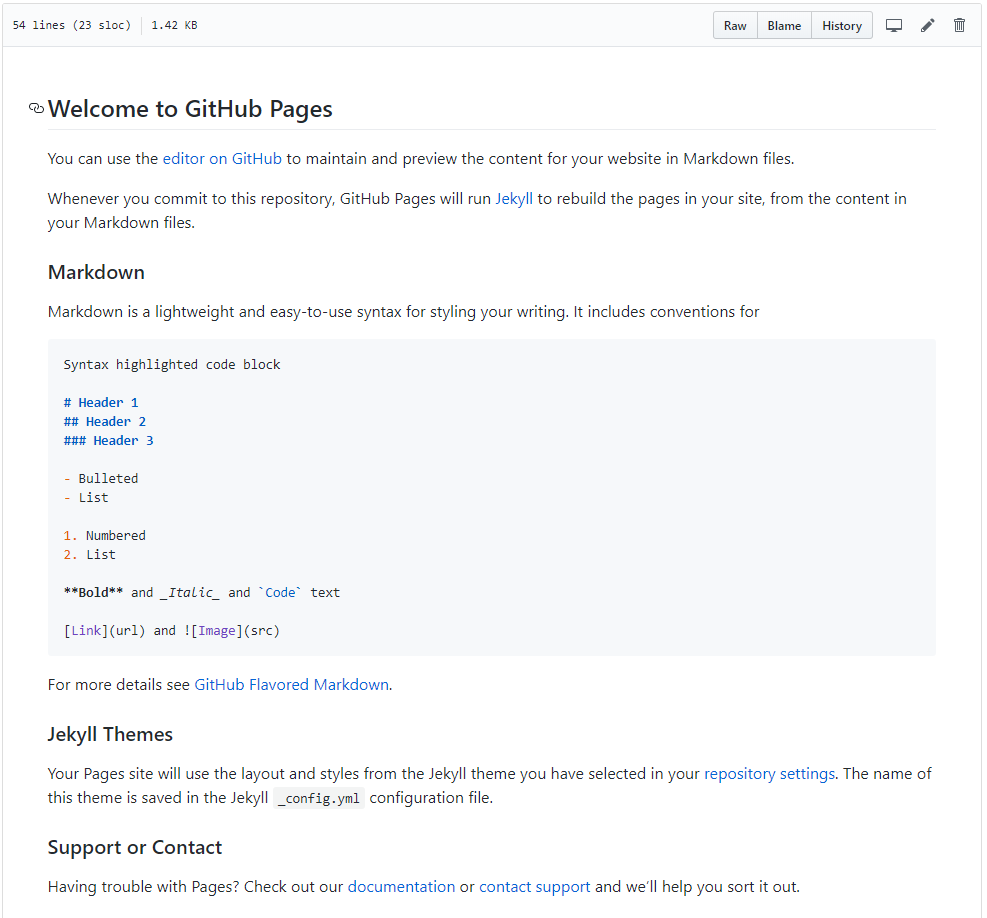 54 lines (23 sloc) 1.42 KB Raw Blame History
Welcome to GitHub Pages
You can use the editor on GitHub to maintain and preview the content for your website in Markdown files.
Whenever you commit to this repository, GitHub Pages will run Jekyll to rebuild the pages in your site, from the content in
your Markdown files.
Markdown
Markdown is a lightweight and easy-to-use syntax for styling your writing. It includes conventions for
Syntax highlighted code block
# Header 1
## Header 2
### Header 3
- Bulleted
- List
1. Numbered
2. List
**Bold** and _Italic_ and `Code` text
[Link](url) and ![Image](src)
For more details see GitHub Flavored Markdown.
Jekyll Themes
Your Pages site will use the layout and styles from the Jekyll theme you have selected in your repository settings. The name of
this theme is saved in the Jekyll _config.yml configuration file.
Support or Contact
Having trouble with Pages? Check out our documentation or contact support and we’ll help you sort it out.